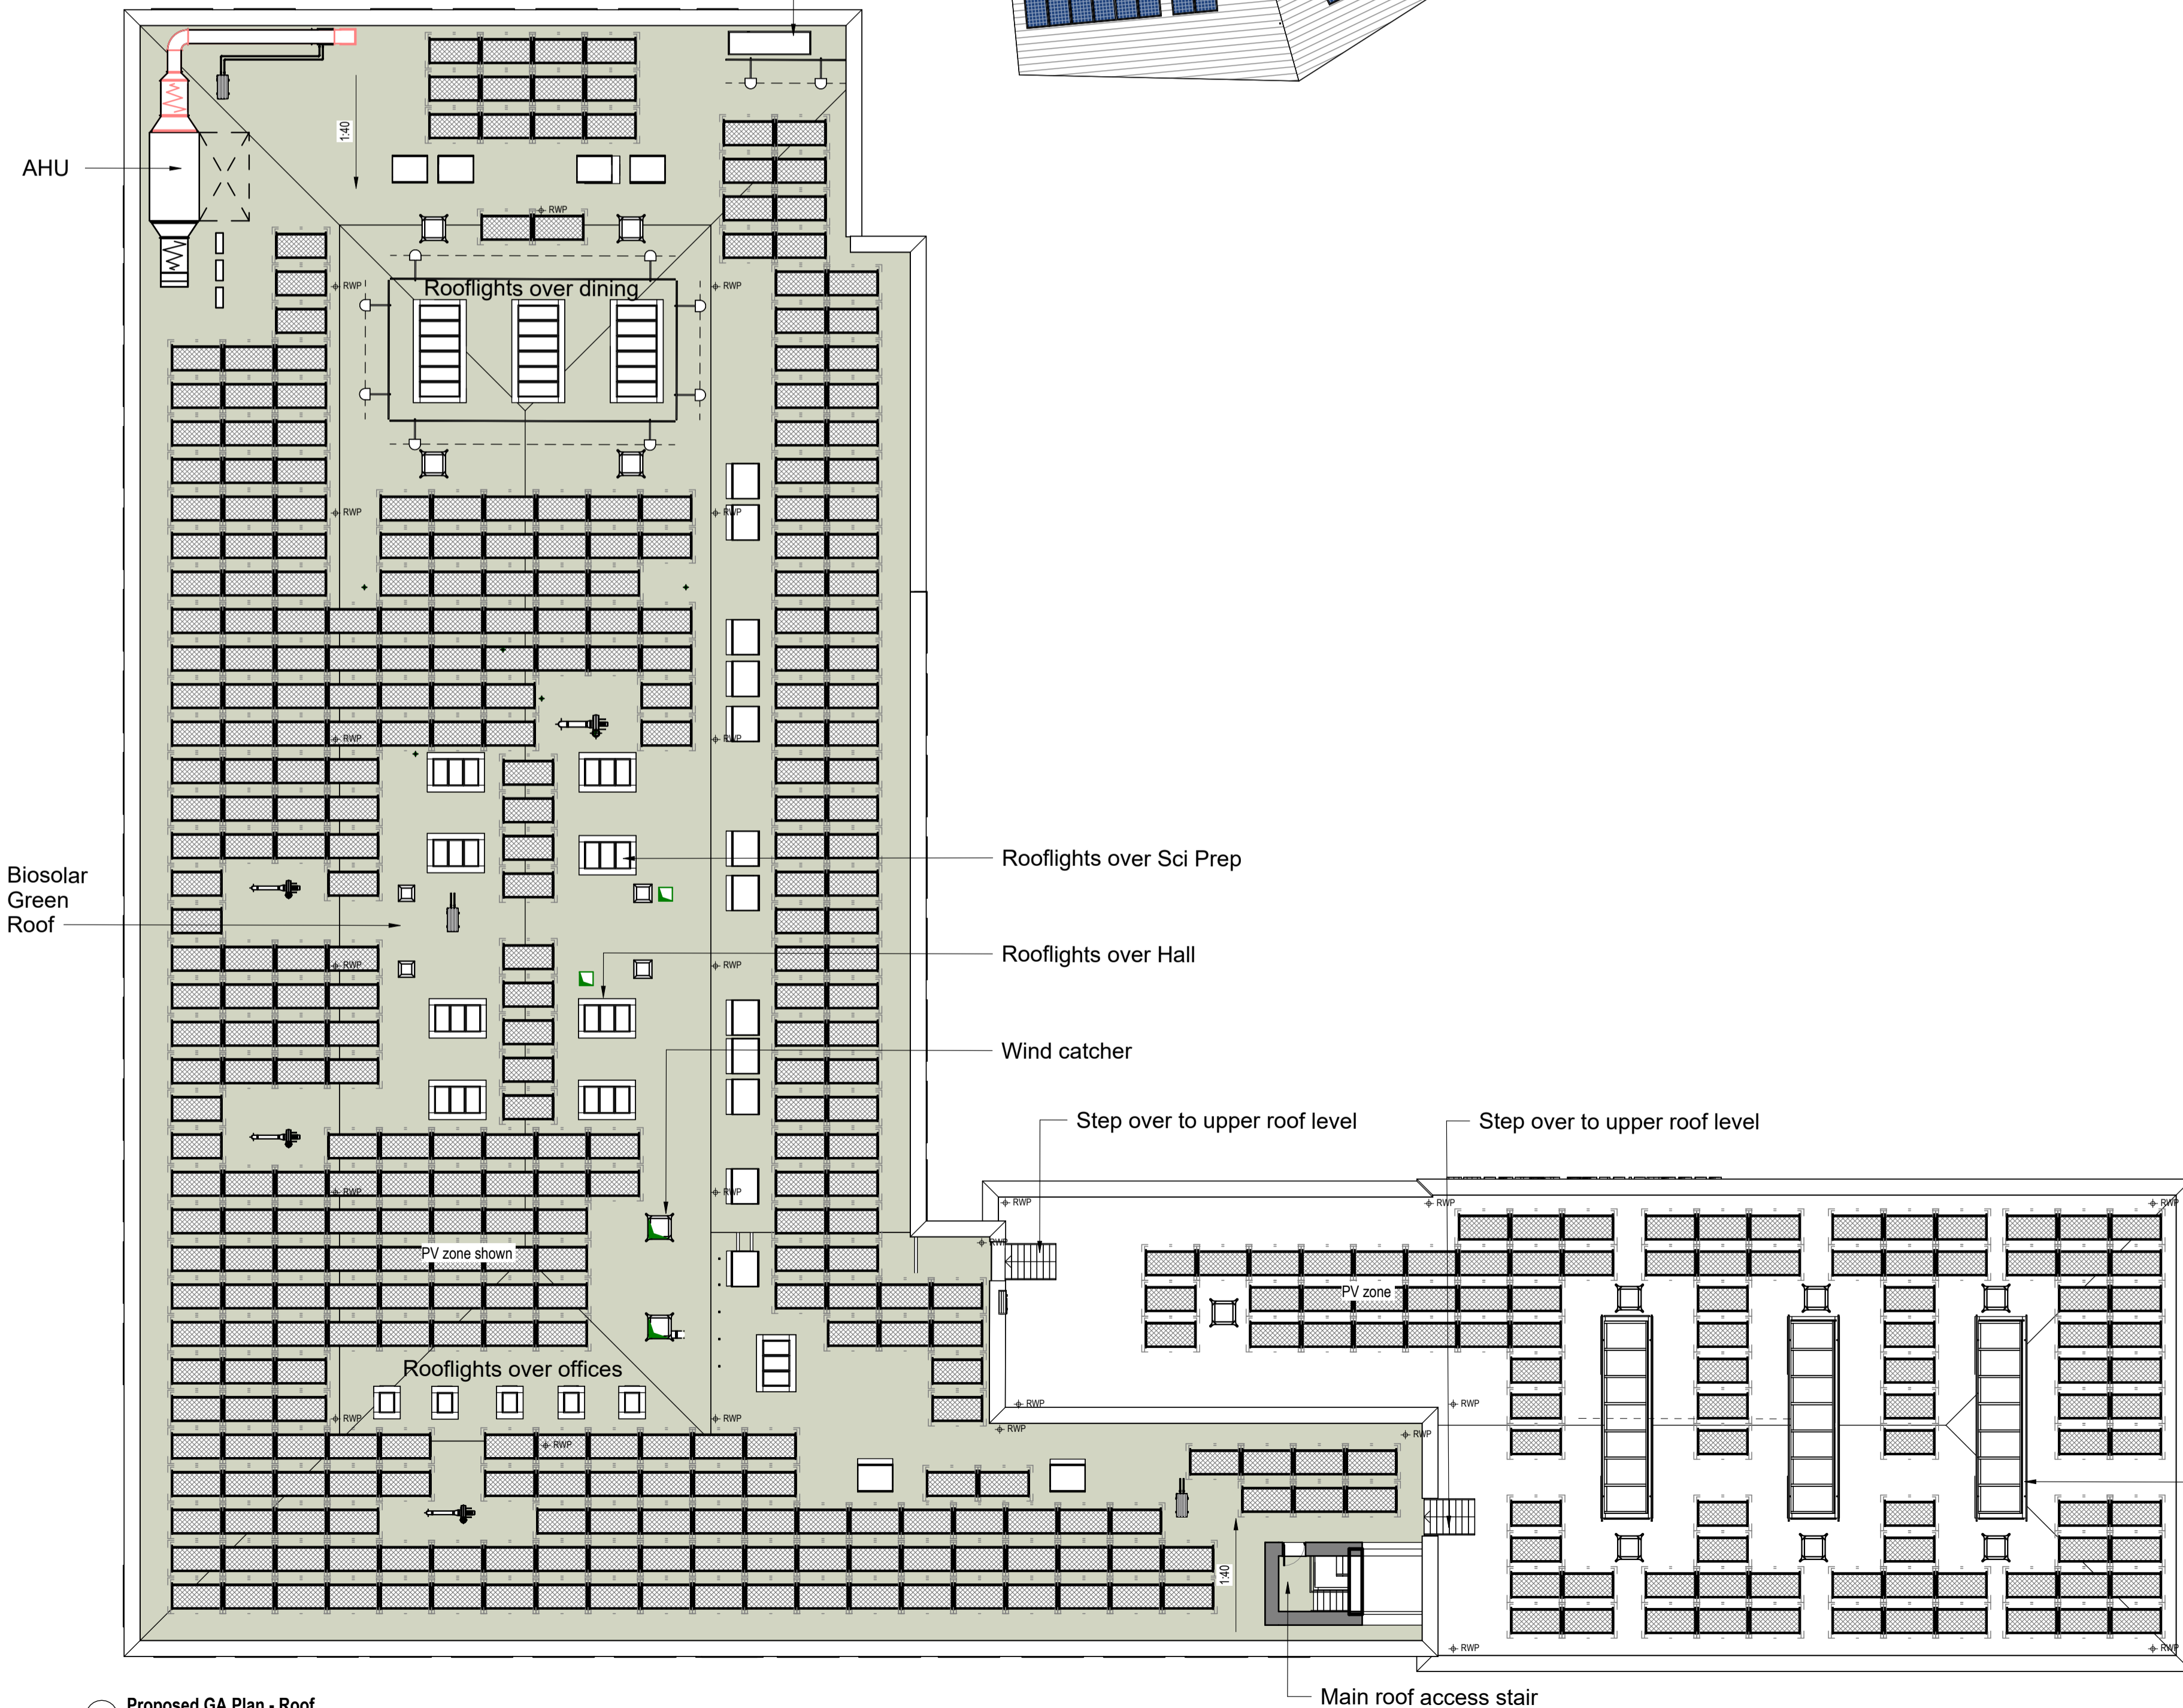 1:40
AHU
RWP
Rooflights over dining
RWP
RWP
RWP
RWP
RWP
RWP
Rooflights over Sci Prep
Biosolar
Green
Roof
Rooflights over Hall
RWP
RWP
Wind catcher
Step over to upper roof level
Step over to upper roof level
RWP
RWP
RWP
RWP
RWP
RWP
PV zone shown
PV zone
Rooflights over offices
RWP
RWP
RWP
RWP
RWP
RWP
RWP
RWP
1:40
RWP
RWP
Main roof access stair
Proposed GA Plan - Roof